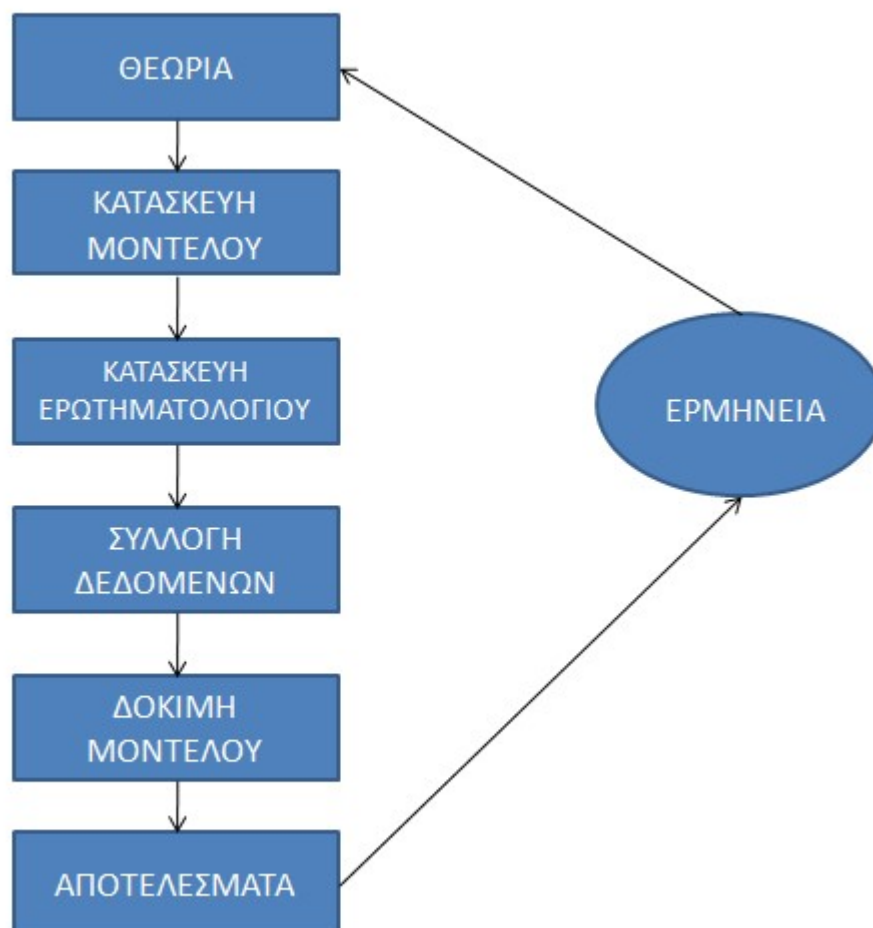 ΘΕΩΡΙΑ
ΚΑΤΑΣΚΕΥΗ
ΜΟΝΤΕΛΟΥ
ΚΑΤΑΣΚΕΥΗ
ΕΡΩΤΗΜΑΤΟΛΟΓΙΟΥ
ΣΥΛΛΟΓΗ
ΔΕΔΟΜΕΝΩΝ
ΔΟΚΙΜΗ
ΜΟΝΤΕΛΟΥ
ΑΠΟΤΕΛΕΣΜΑΤΑ
ΕΡΜΗΝΕΙΑ